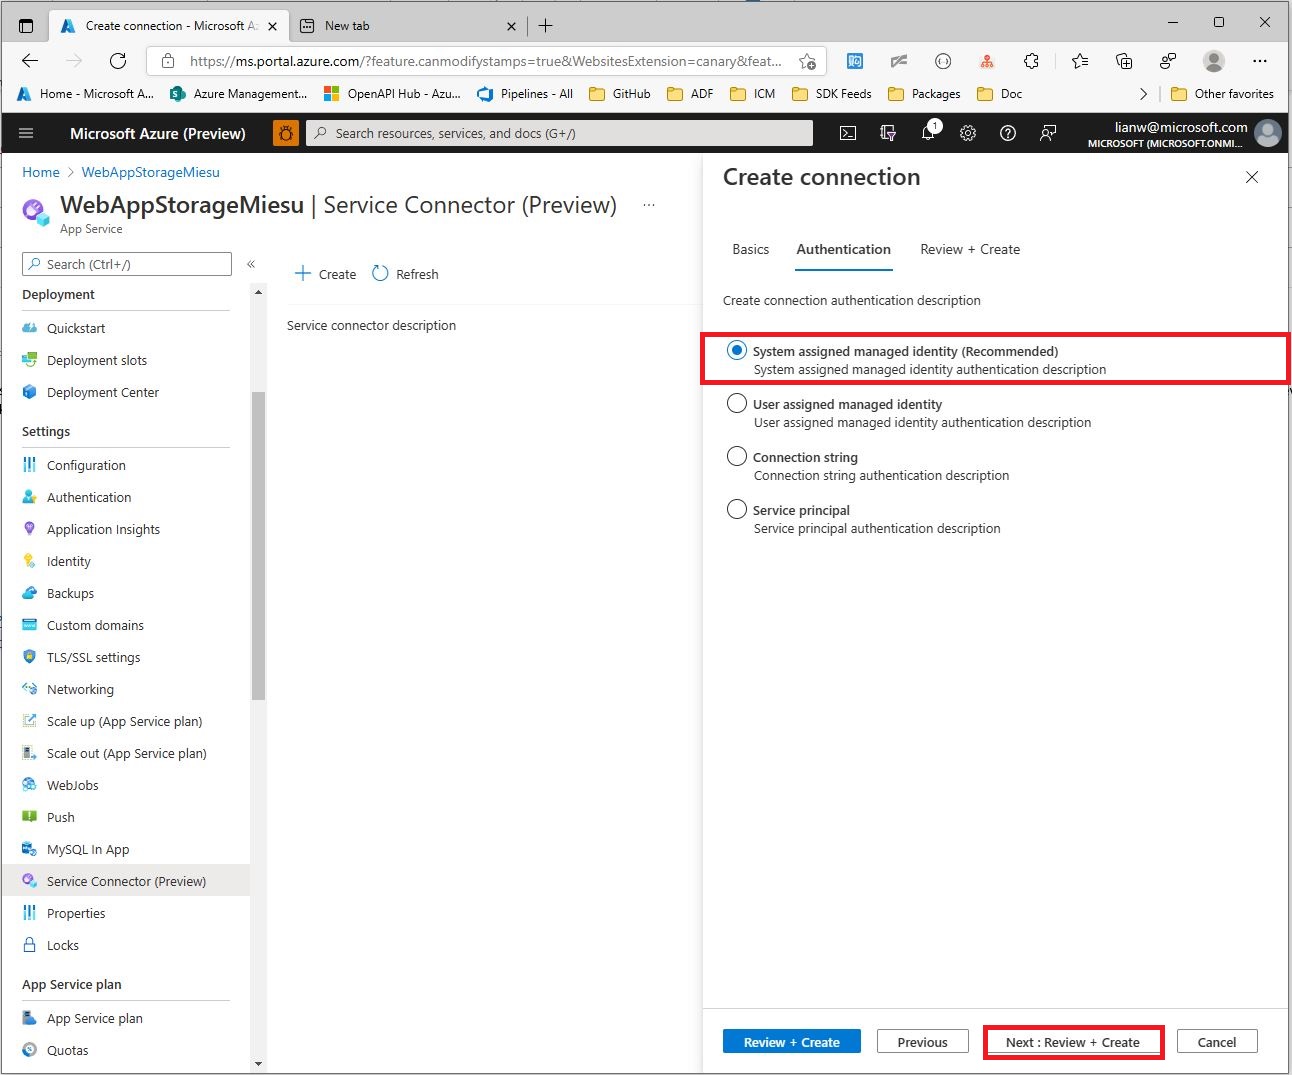 Create connection - Microsoft A
New tab
https://ms.portal.azure.com/?feature.canmodifystamps=true&WebsitesExtension=canary&feat...
Home - Microsoft A...
Azure Management...
OpenAPI Hub - Azu...
Pipelines - All
GitHub
ADF
ICM
SDK Feeds
Packages
Doc
Other favorites
Microsoft Azure (Preview)
Search resources, services, and docs (G+/)
1
lianw@microsoft.com
MICROSOFT (MICROSOFT.ONMI...
Home > WebAppStorageMiesu
WebAppStorageMiesu | Service Connector (Preview) ...
App Service
Search (Ctrl+/)
«
Deployment
Quickstart
Deployment slots
Deployment Center
Settings
Configuration
Authentication
Application Insights
Identity
Backups
Custom domains
TLS/SSL settings
Networking
Scale up (App Service plan)
Scale out (App Service plan)
WebJobs
Push
MySQL In App
Service Connector (Preview)
Properties
Locks
App Service plan
App Service plan
Quotas
Create
Refresh
Service connector description
Create connection
Basics
Authentication
Review + Create
Create connection authentication description
System assigned managed identity (Recommended)
System assigned managed identity authentication description
User assigned managed identity
User assigned managed identity authentication description
Connection string
Connection string authentication description
Service principal
Service principal authentication description
Review + Create
Previous
Next : Review + Create
Cancel